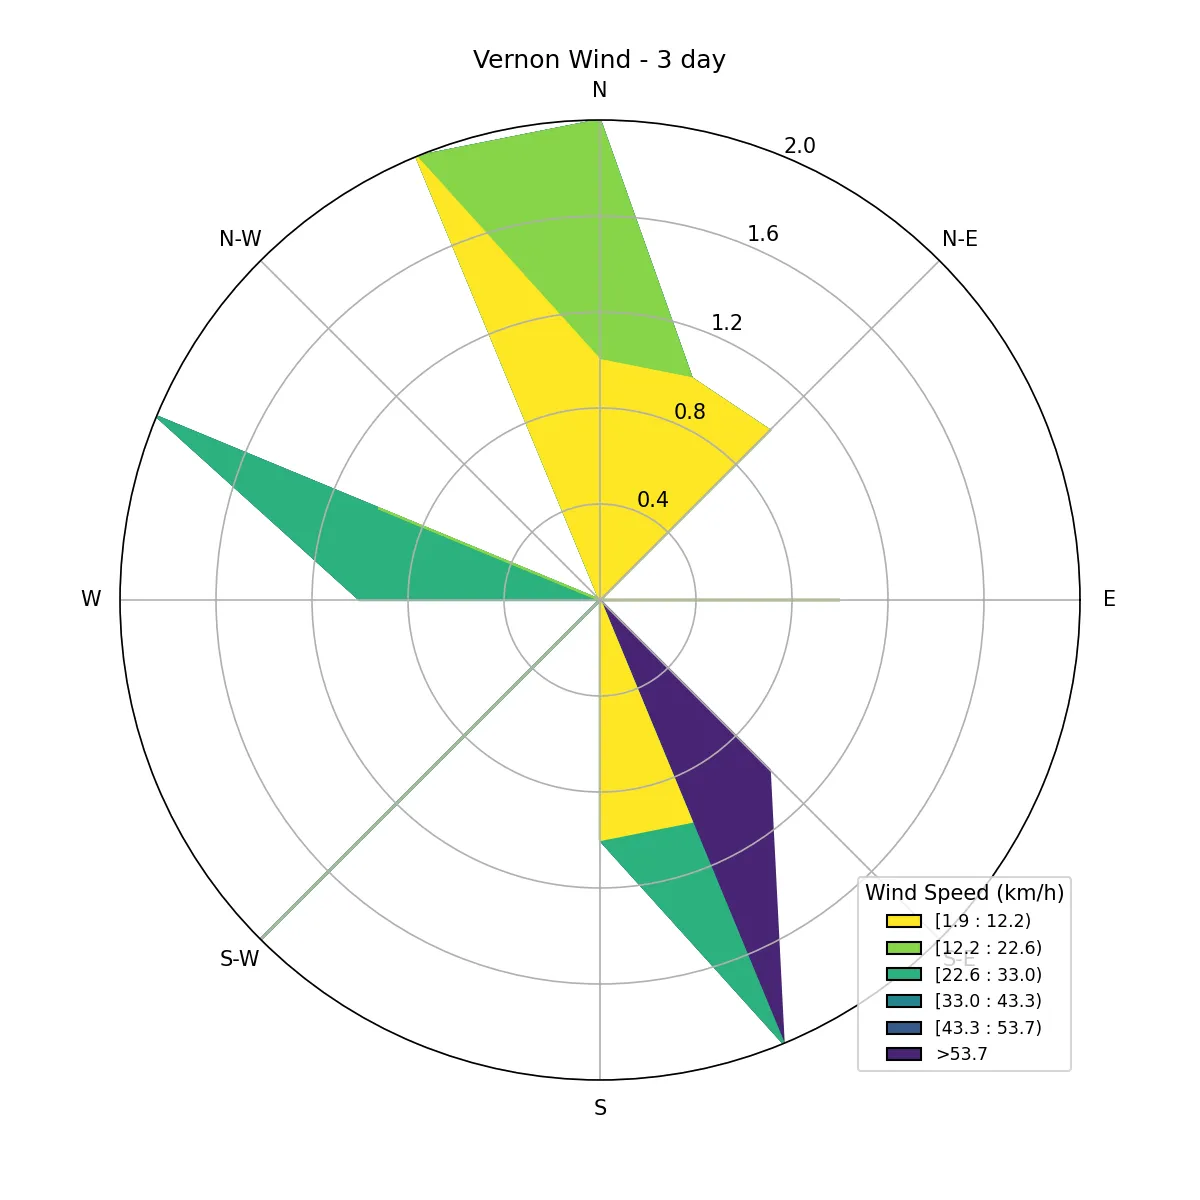 Vernon Wind - 3 day
N
2.0
N-W
1.6
N-E
1.2
0.8
0.4
W
E
S-W
S-E
S
Wind Speed (km/h)
[1.9 : 12.2)
[12.2 : 22.6)
[22.6 : 33.0)
[33.0 : 43.3)
[43.3 : 53.7)
>53.7